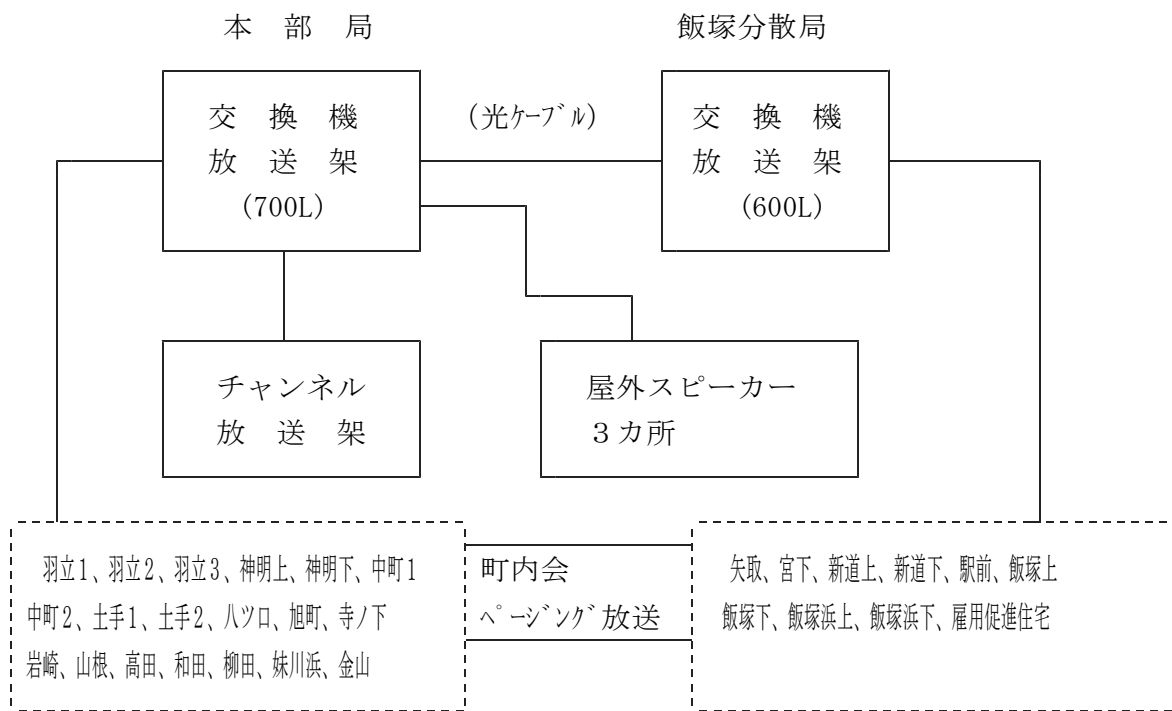 本　部　局
飯塚分散局
交　換　機
放　送　架
(700L)
(光ｹｰﾌﾞﾙ)
交　換　機
放　送　架
(600L)
チャンネル
放　送　架
屋外スピーカー
３カ所
羽立1、羽立2、羽立3、神明上、神明下、中町1
中町2、土手1、土手2、八ツ口、旭町、寺ノ下
岩崎、山根、高田、和田、柳田、妹川浜、金山
町内会
ﾍﾟｰｼﾞﾝｸﾞ放送
矢取、宮下、新道上、新道下、駅前、飯塚上
飯塚下、飯塚浜上、飯塚浜下、雇用促進住宅